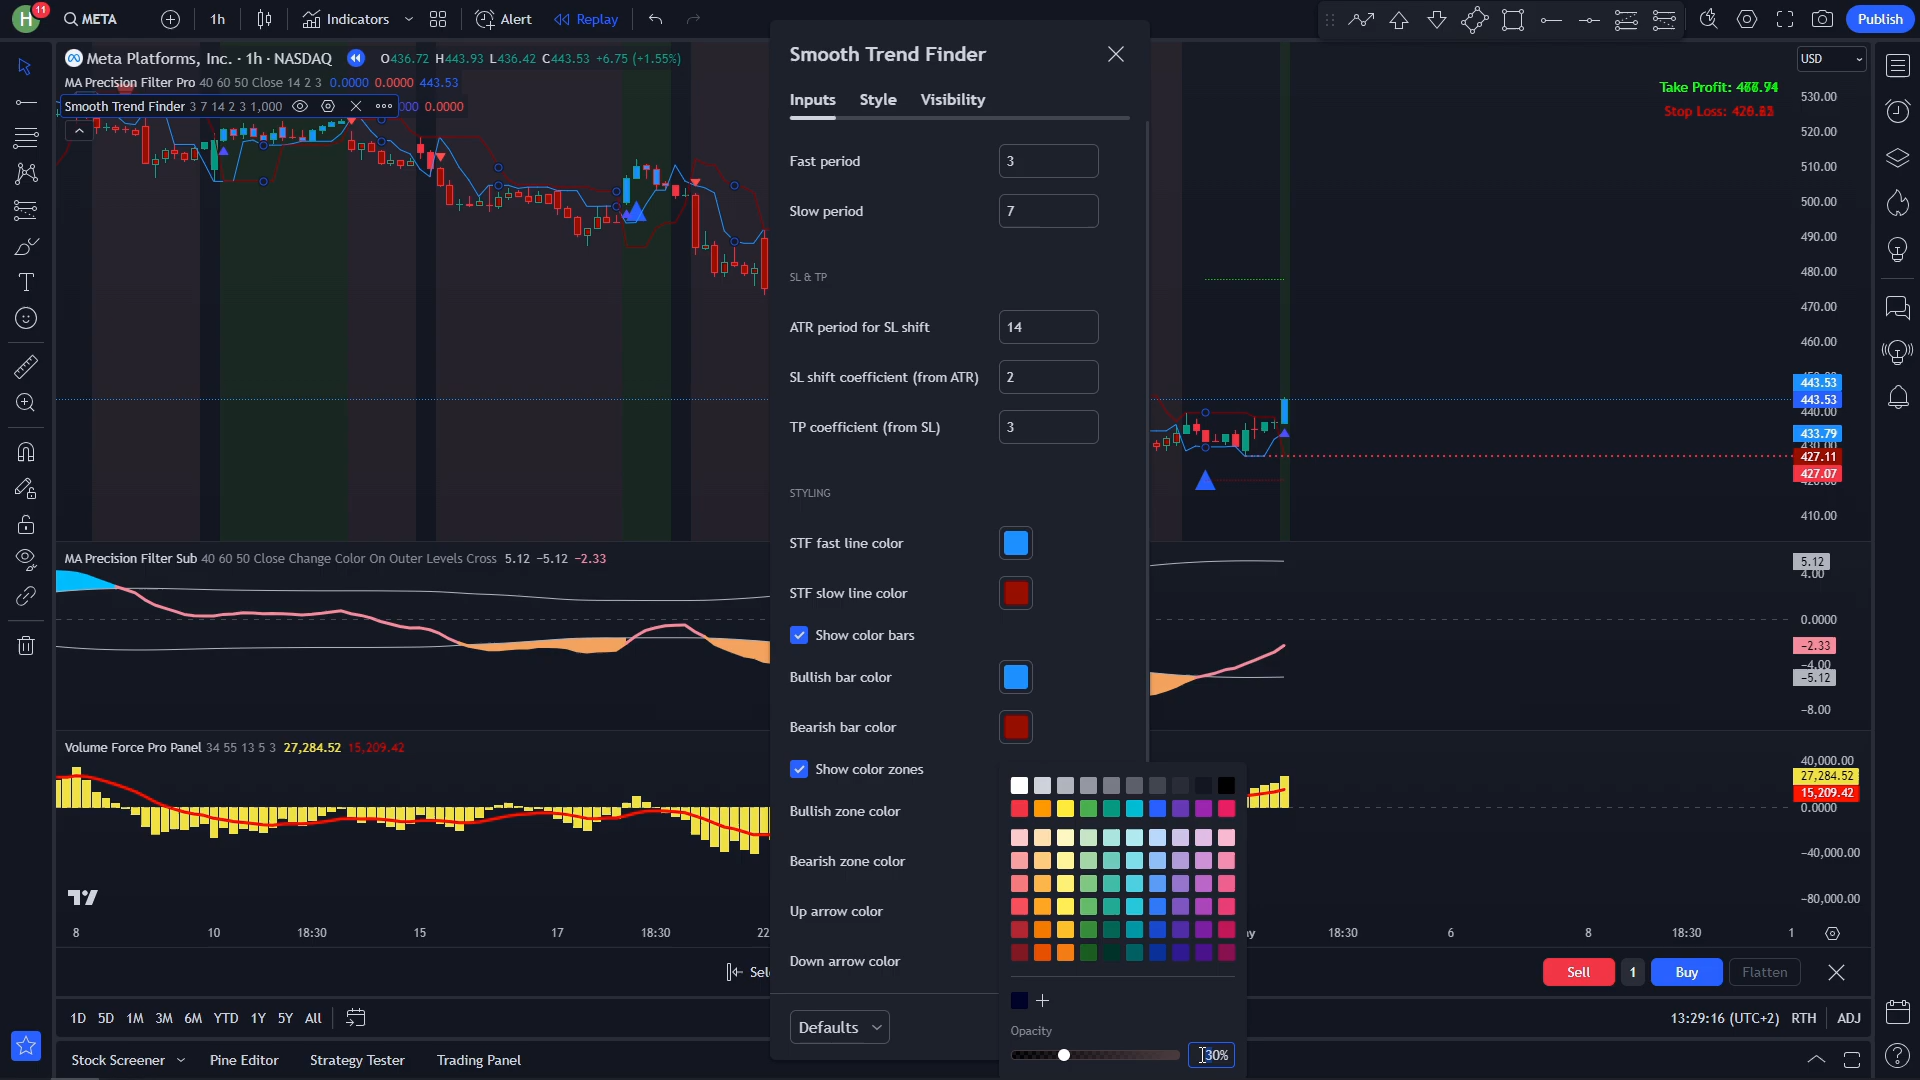 H
11
META
1h
Indicators
Alert
Replay
Publish
Meta Platforms, Inc. · 1h · NASDAQ
O436.72 H443.93 L436.42 C443.53 +6.75 (+1.55%)
MA Precision Filter Pro 40 60 50 Close 14 2 3 0.0000 0.0000 443.53
Smooth Trend Finder 3 7 14 2 3 1,000
000 0.0000
Smooth Trend Finder
Inputs
Style
Visibility
Fast period
3
Slow period
7
SL & TP
ATR period for SL shift
14
SL shift coefficient (from ATR)
2
TP coefficient (from SL)
3
STYLING
STF fast line color
STF slow line color
Show color bars
Bullish bar color
Bearish bar color
Show color zones
Bullish zone color
Bearish zone color
Up arrow color
Down arrow color
Defaults
Opacity
30%
Take Profit:
Stop Loss:
USD
530.00
520.00
510.00
500.00
490.00
480.00
470.00
460.00
443.53
443.53
440.00
433.79
427.11
427.07
410.00
MA Precision Filter Sub 40 60 50 Close Change Color On Outer Levels Cross 5.12 −5.12 −2.33
5.12
4.00
0.0000
−2.33
−4.00
−5.12
−8.00
Volume Force Pro Panel 34 55 13 5 3 27,284.52 15,209.42
40,000.00
27,284.52
15,209.42
0.0000
−40,000.00
−80,000.00
8
10
18:30
15
17
18:30
22
ay
18:30
6
8
18:30
1
Sele
Sell
1
Buy
Flatten
1D 5D 1M 3M 6M YTD 1Y 5Y All
13:29:16 (UTC+2) RTH ADJ
Stock Screener
Pine Editor
Strategy Tester
Trading Panel